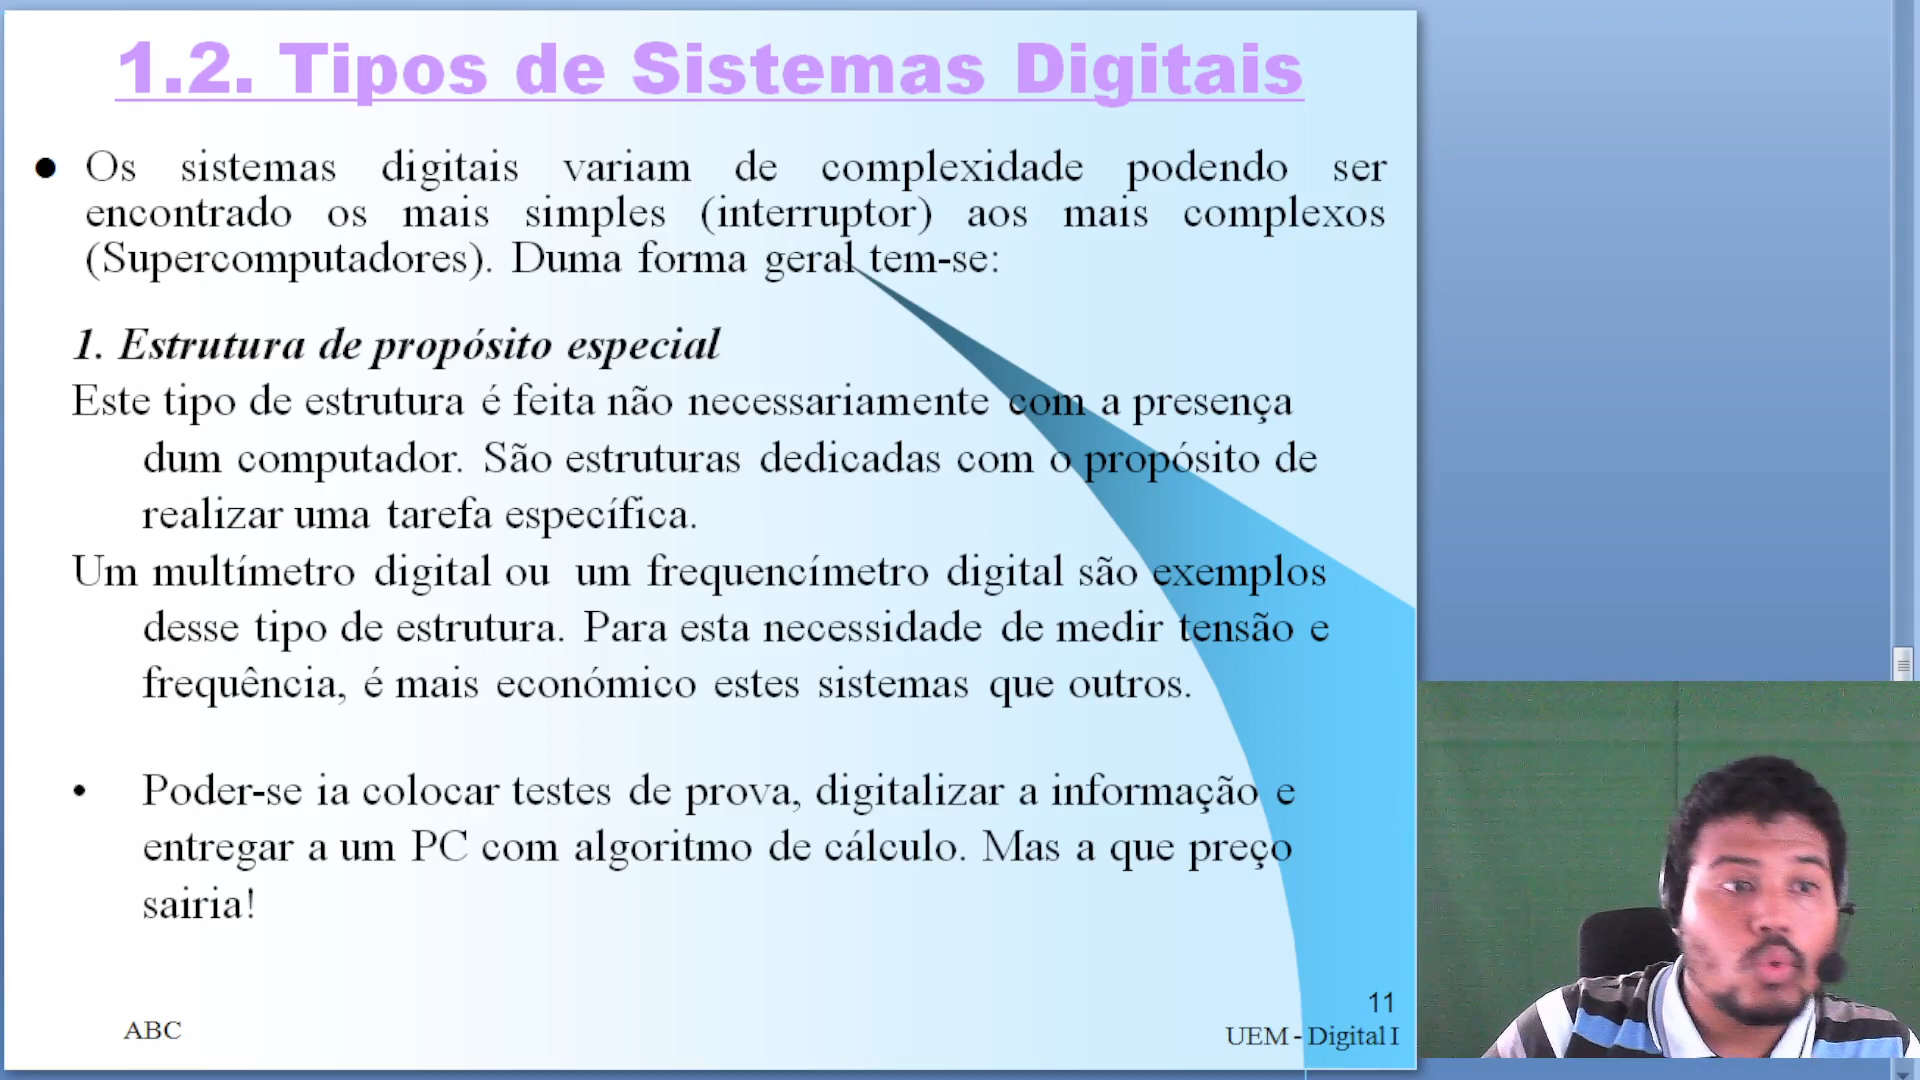 1.2. Tipos de Sistemas Digitais
● Os sistemas digitais variam de complexidade podendo ser
encontrado os mais simples (interruptor) aos mais complexos
(Supercomputadores). Duma forma geral tem-se:
1. Estrutura de propósito especial
Este tipo de estrutura é feita não necessariamente com a presença
dum computador. São estruturas dedicadas com o propósito de
realizar uma tarefa específica.
Um multímetro digital ou um frequencímetro digital são exemplos
desse tipo de estrutura. Para esta necessidade de medir tensão e
frequência, é mais económico estes sistemas que outros.
• Poder-se ia colocar testes de prova, digitalizar a informação e
entregar a um PC com algoritmo de cálculo. Mas a que preço
sairia!
11
ABC
UEM - Digital I